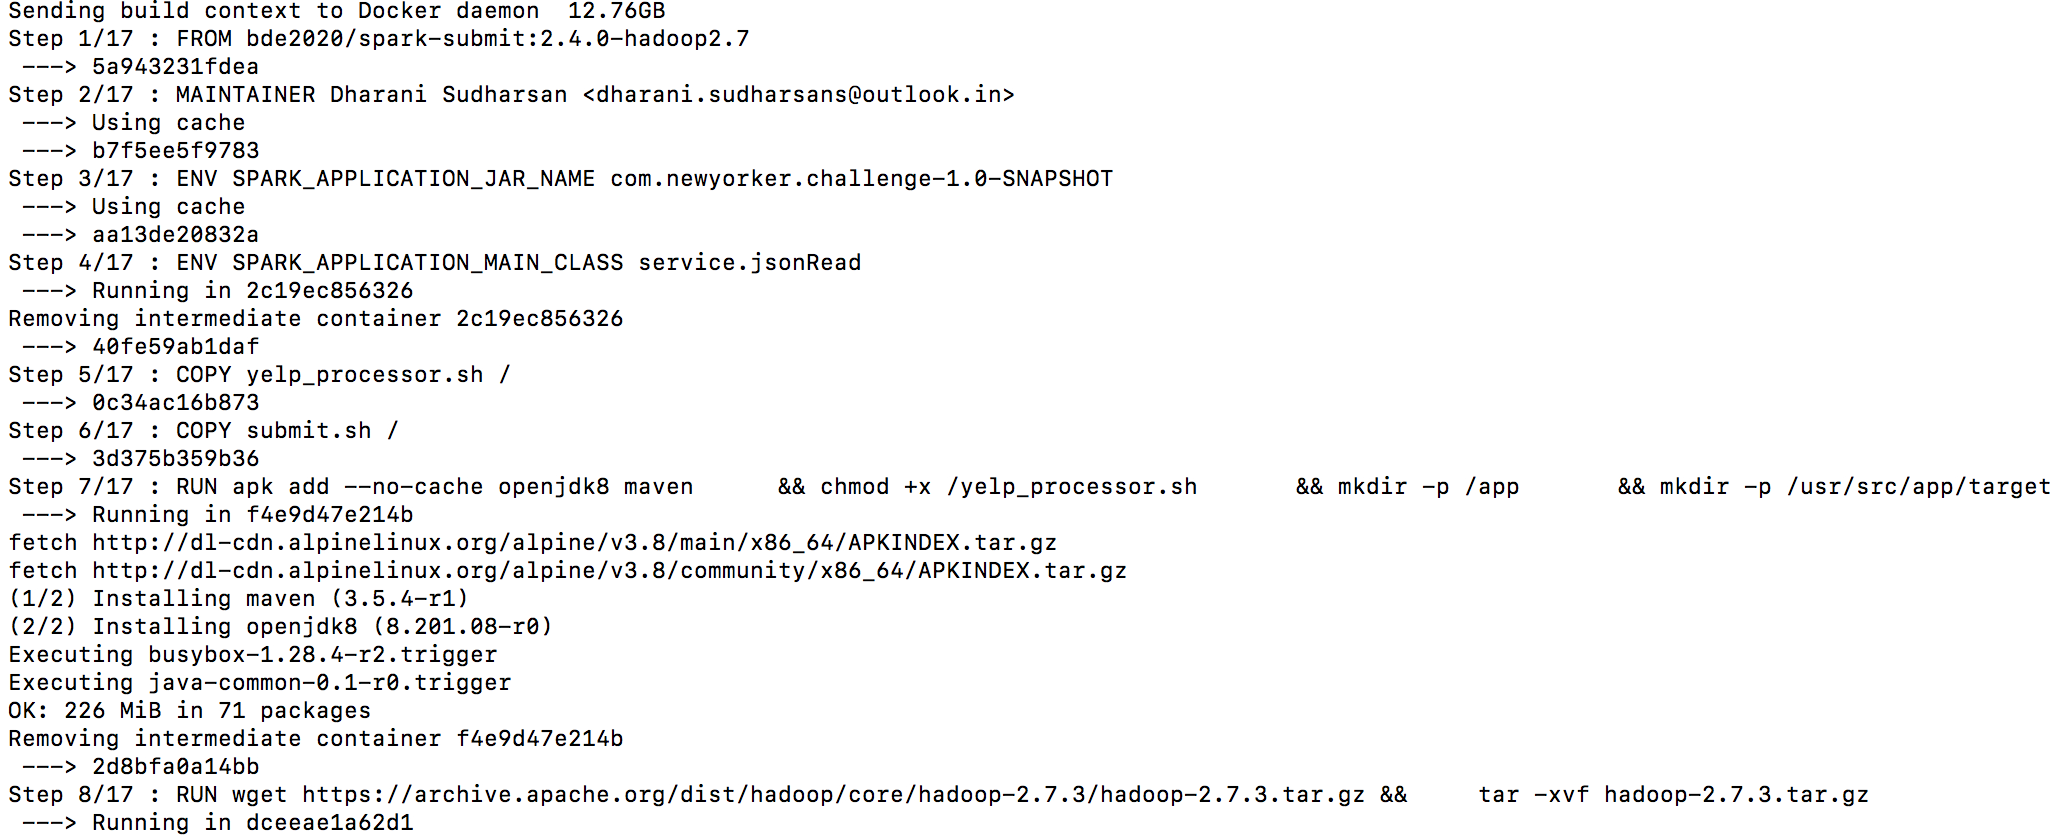 Sending build context to Docker daemon  12.76GB
Step 1/17 : FROM bde2020/spark-submit:2.4.0-hadoop2.7
 ---> 5a943231fdea
Step 2/17 : MAINTAINER Dharani Sudharsan <dharani.sudharsans@outlook.in>
 ---> Using cache
 ---> b7f5ee5f9783
Step 3/17 : ENV SPARK_APPLICATION_JAR_NAME com.newyorker.challenge-1.0-SNAPSHOT
 ---> Using cache
 ---> aa13de20832a
Step 4/17 : ENV SPARK_APPLICATION_MAIN_CLASS service.jsonRead
 ---> Running in 2c19ec856326
Removing intermediate container 2c19ec856326
 ---> 40fe59ab1daf
Step 5/17 : COPY yelp_processor.sh /
 ---> 0c34ac16b873
Step 6/17 : COPY submit.sh /
 ---> 3d375b359b36
Step 7/17 : RUN apk add --no-cache openjdk8 maven      && chmod +x /yelp_processor.sh       && mkdir -p /app       && mkdir -p /usr/src/app/target
 ---> Running in f4e9d47e214b
fetch http://dl-cdn.alpinelinux.org/alpine/v3.8/main/x86_64/APKINDEX.tar.gz
fetch http://dl-cdn.alpinelinux.org/alpine/v3.8/community/x86_64/APKINDEX.tar.gz
(1/2) Installing maven (3.5.4-r1)
(2/2) Installing openjdk8 (8.201.08-r0)
Executing busybox-1.28.4-r2.trigger
Executing java-common-0.1-r0.trigger
OK: 226 MiB in 71 packages
Removing intermediate container f4e9d47e214b
 ---> 2d8bfa0a14bb
Step 8/17 : RUN wget https://archive.apache.org/dist/hadoop/core/hadoop-2.7.3/hadoop-2.7.3.tar.gz &&     tar -xvf hadoop-2.7.3.tar.gz
 ---> Running in dceeae1a62d1